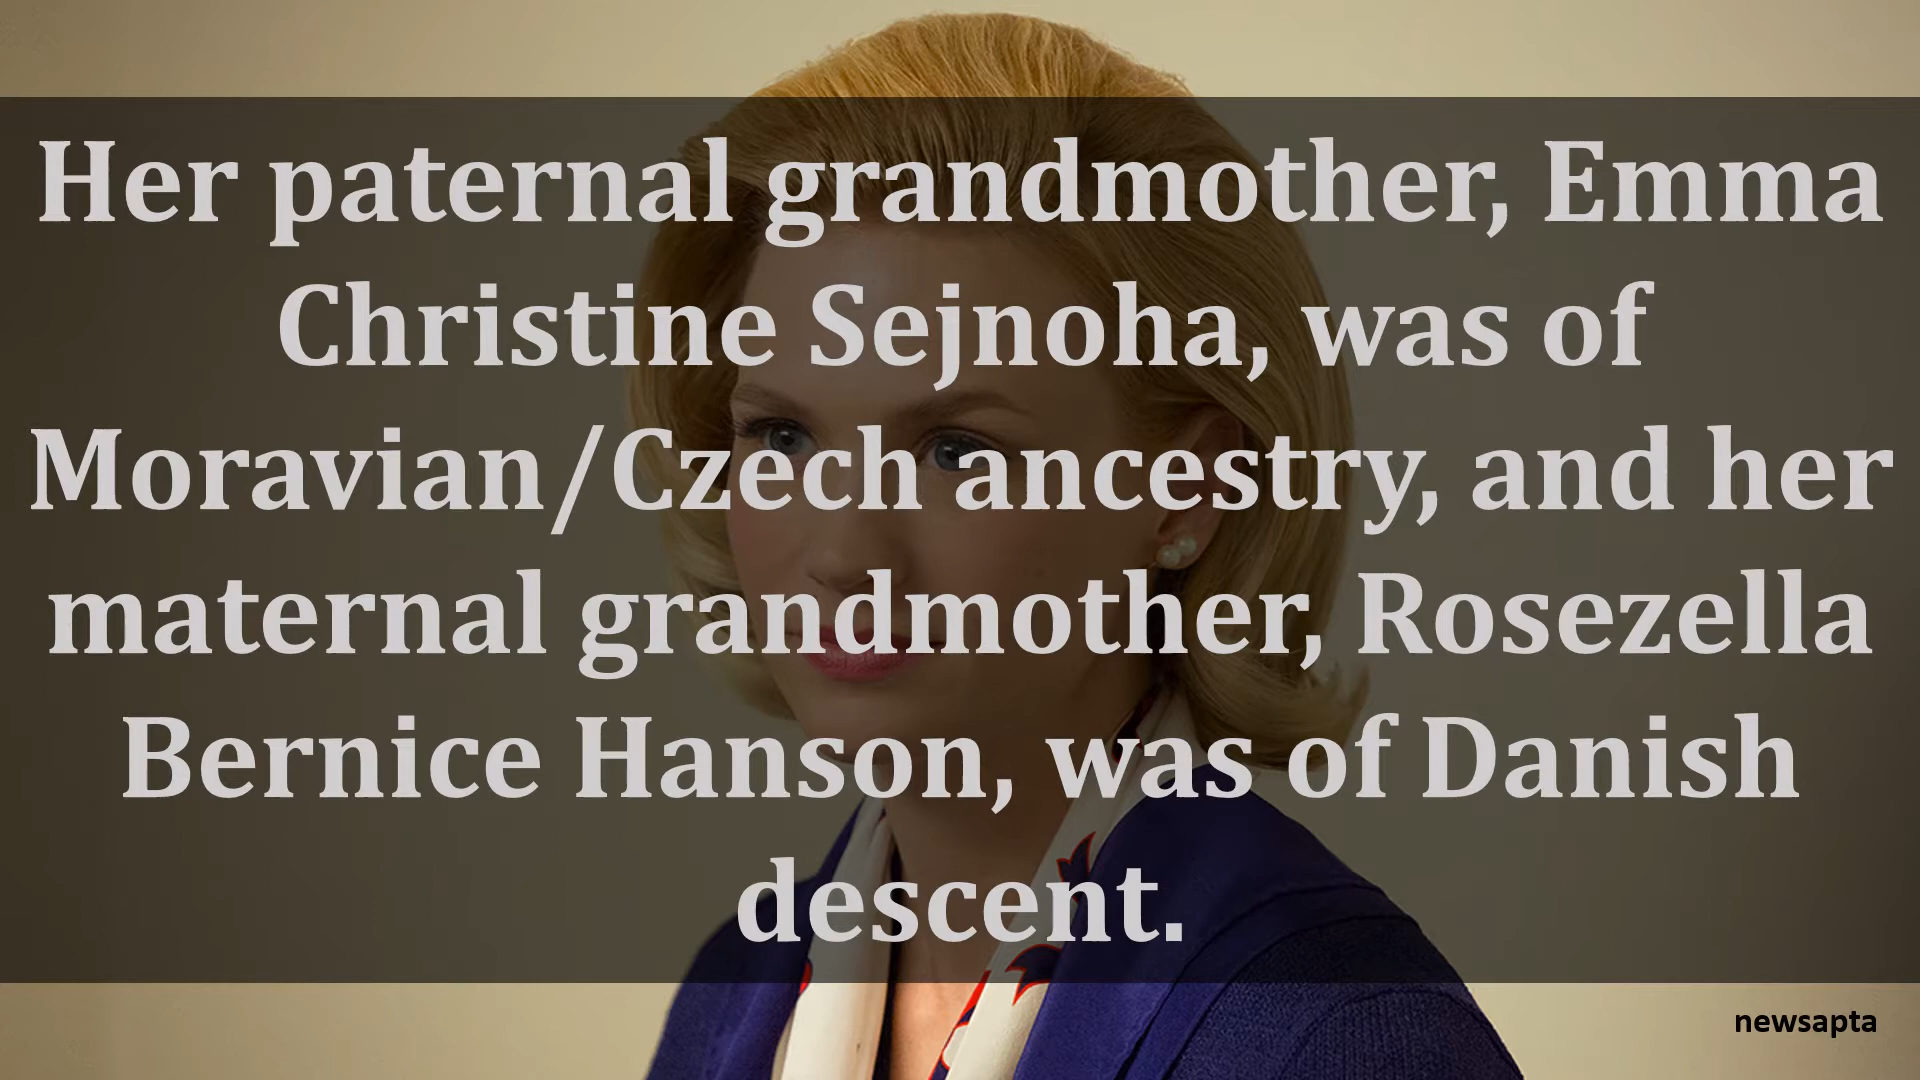 Her paternal grandmother, Emma
Christine Sejnoha, was of
Moravian/Czech ancestry, and her
maternal grandmother, Rosezella
Bernice Hanson, was of Danish
descent.
newsapta